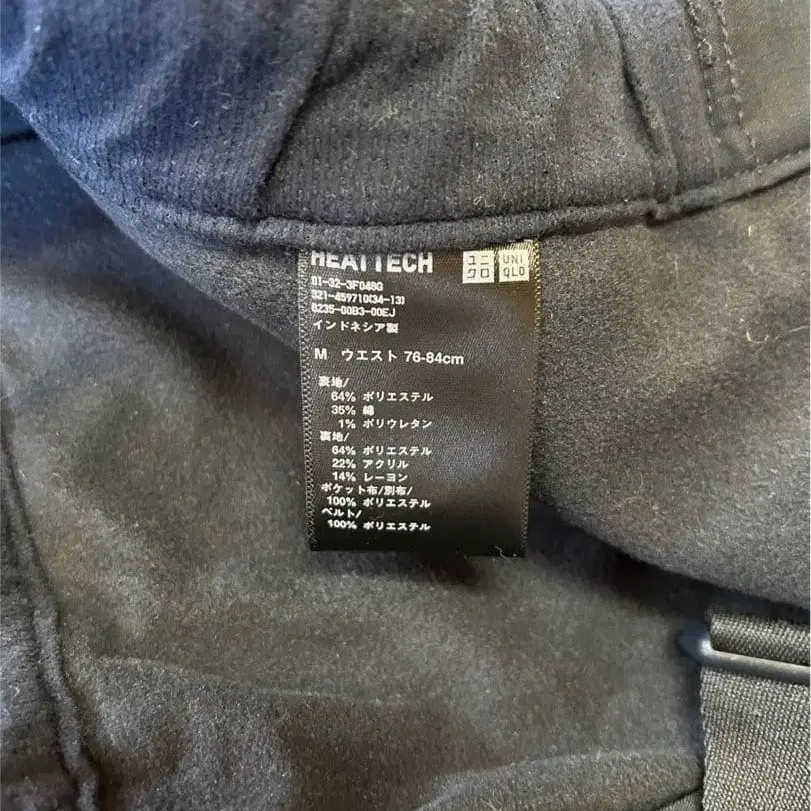 HEATTECH
ユニクロ
UNIQLO
01-32-3F046G
321-459710(34-13)
6235-00B3-00EJ
インドネシア製
M ウエスト 76-84cm
表地/
64% ポリエステル
35% 綿
1% ポリウレタン
裏地/
64% ポリエステル
22% アクリル
14% レーヨン
ポケット布/別布/
100% ポリエステル
ベルト/
100% ポリエステル